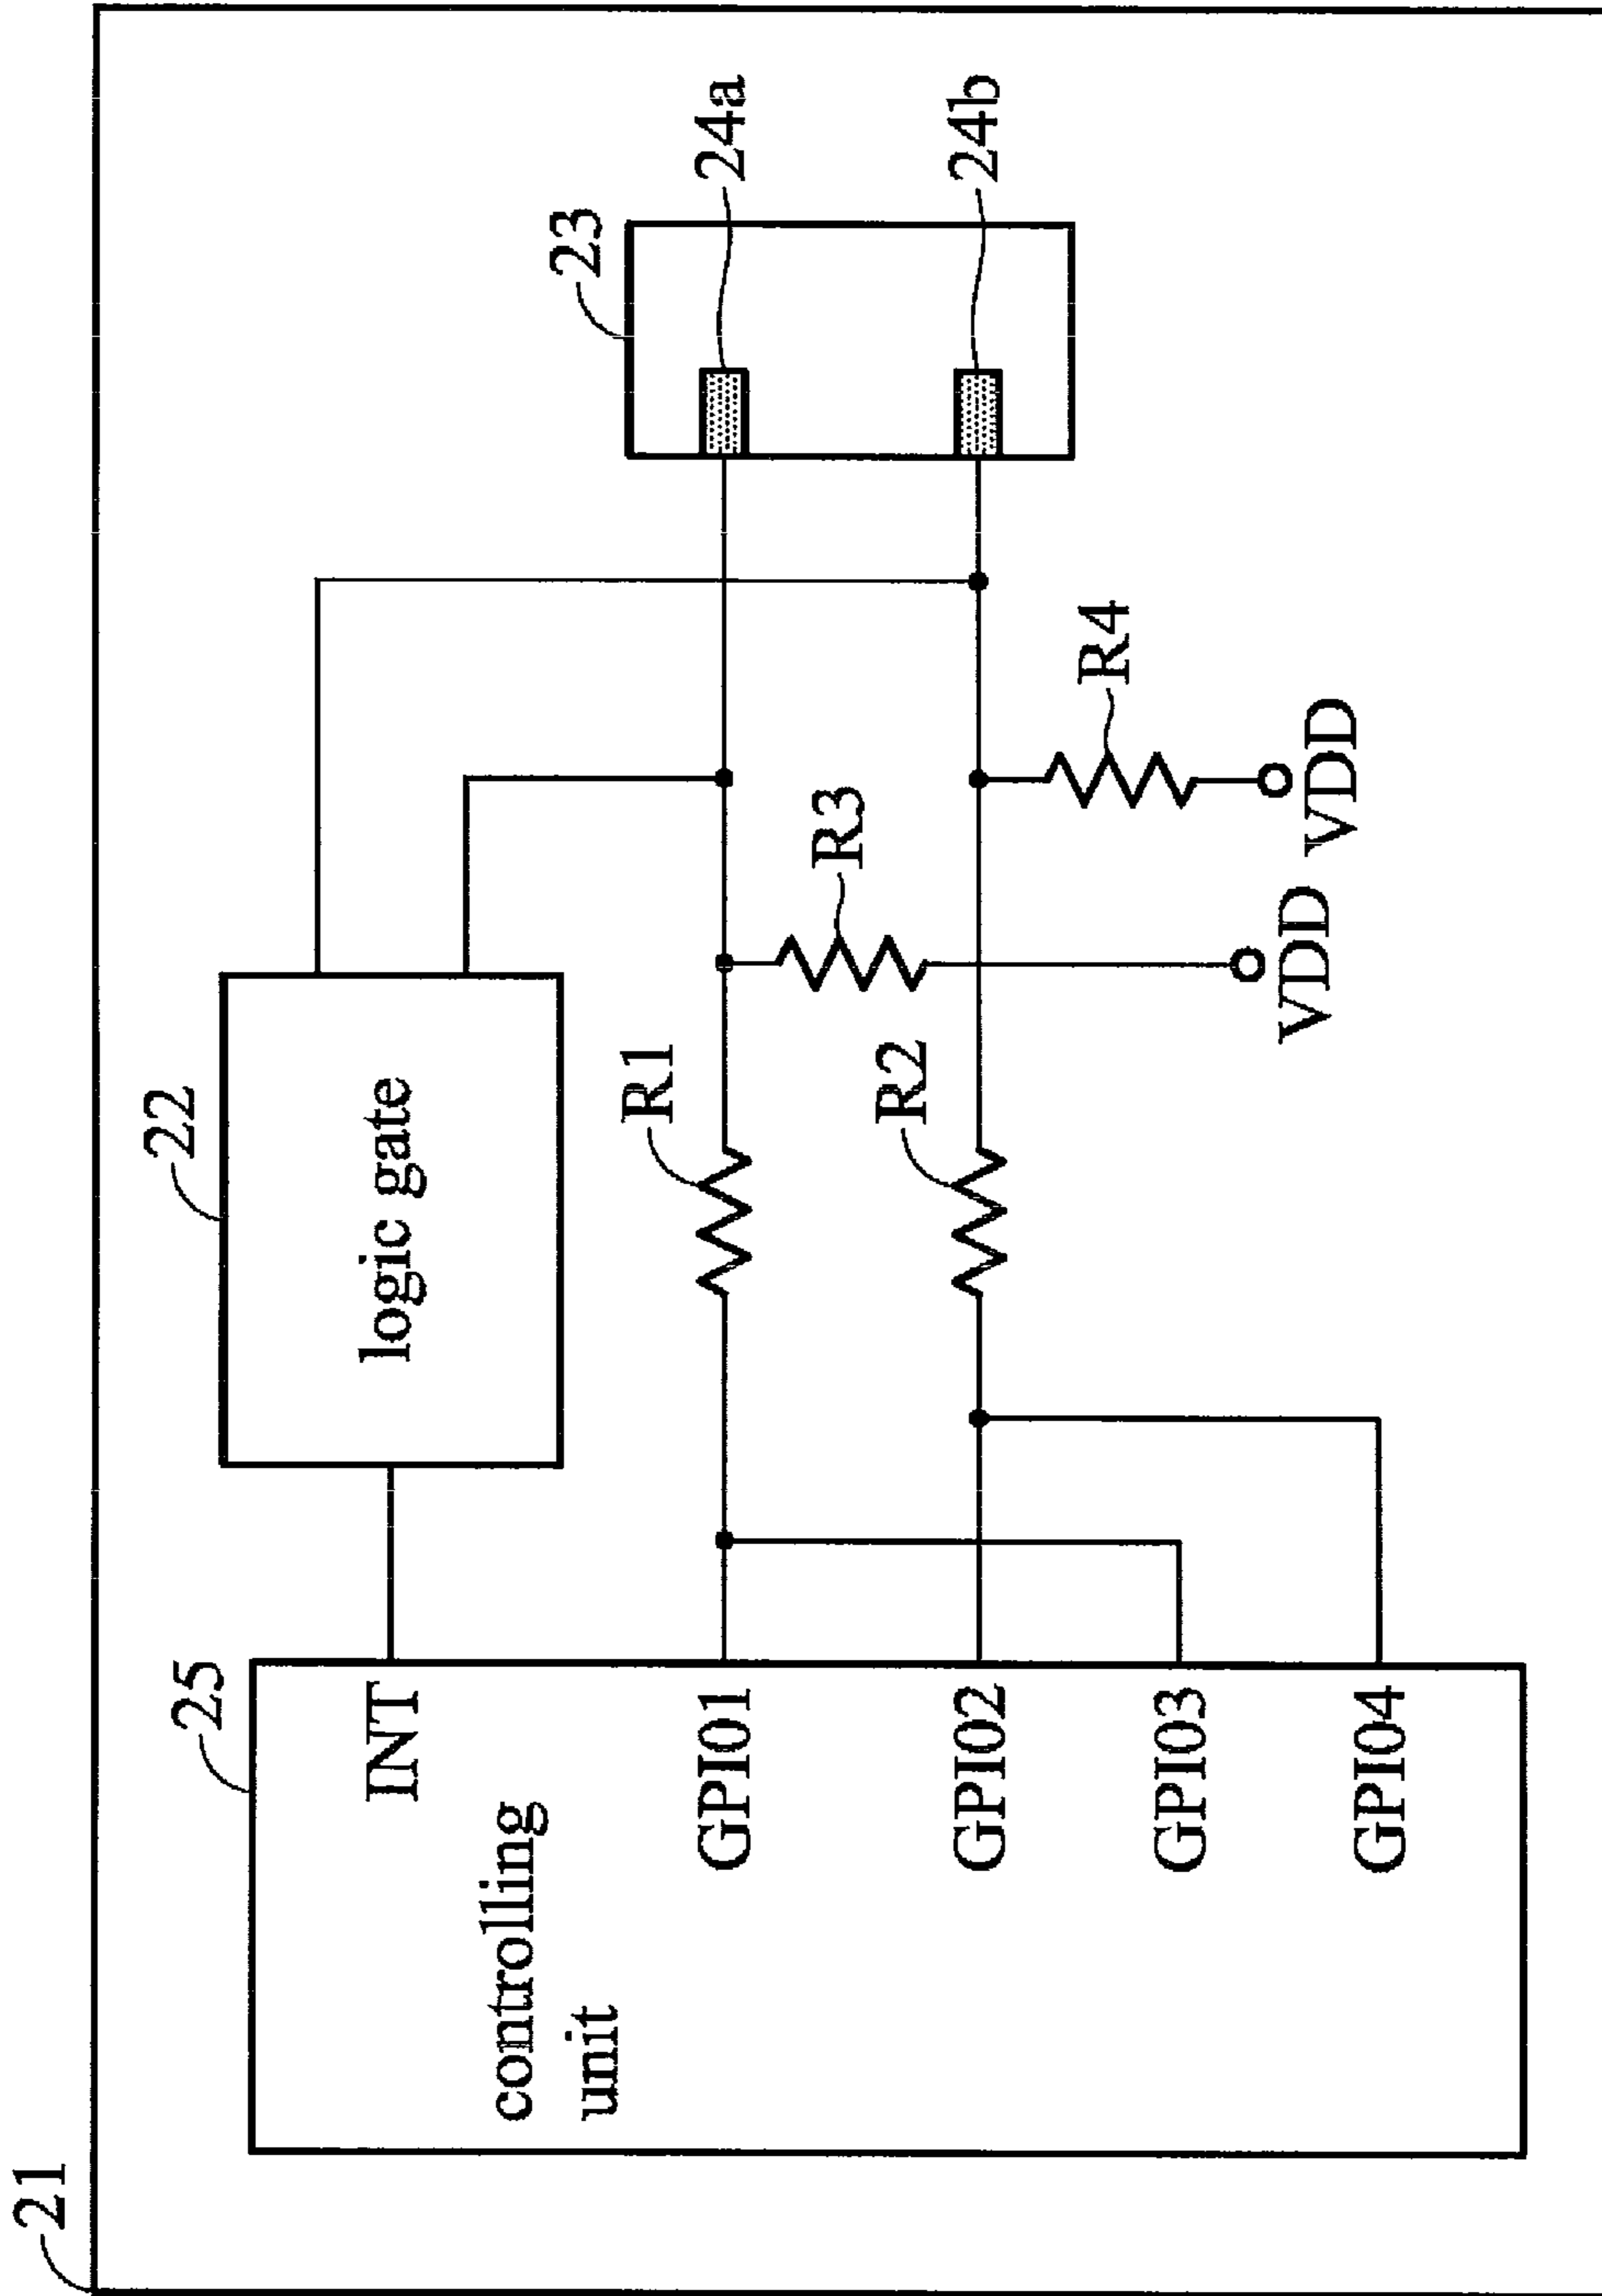 21
25
controlling
unit
INT
GPI01
GPI02
GPI03
GPI04
22
logic gate
R1
R2
R3
R4
VDD
VDD
23
24a
24b